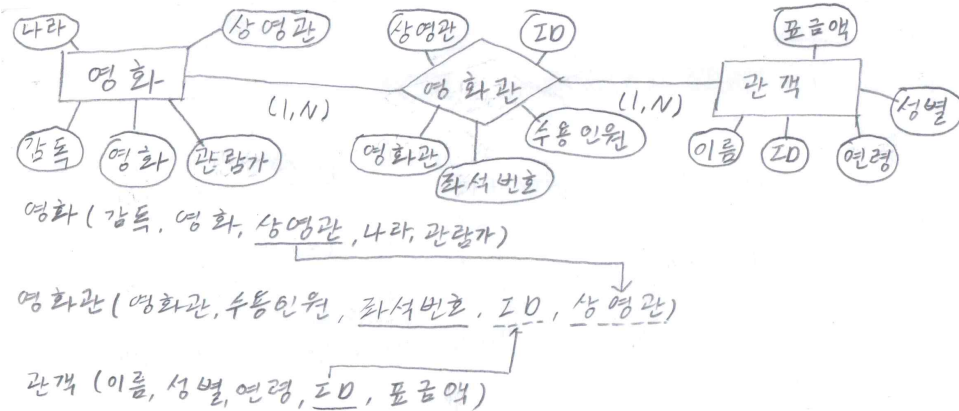 나라 상영관 상영관 ID 표금액
영화 영화관 관객
(1,N) (1,N) 성별
감독 영화 관람가 영화관 좌석번호 수용인원 이름 ID 연령
영화 (감독, 영화, 상영관, 나라, 관람가)
영화관 (영화관, 수용인원, 좌석번호, ID, 상영관)
관객 (이름, 성별, 연령, ID, 표금액)